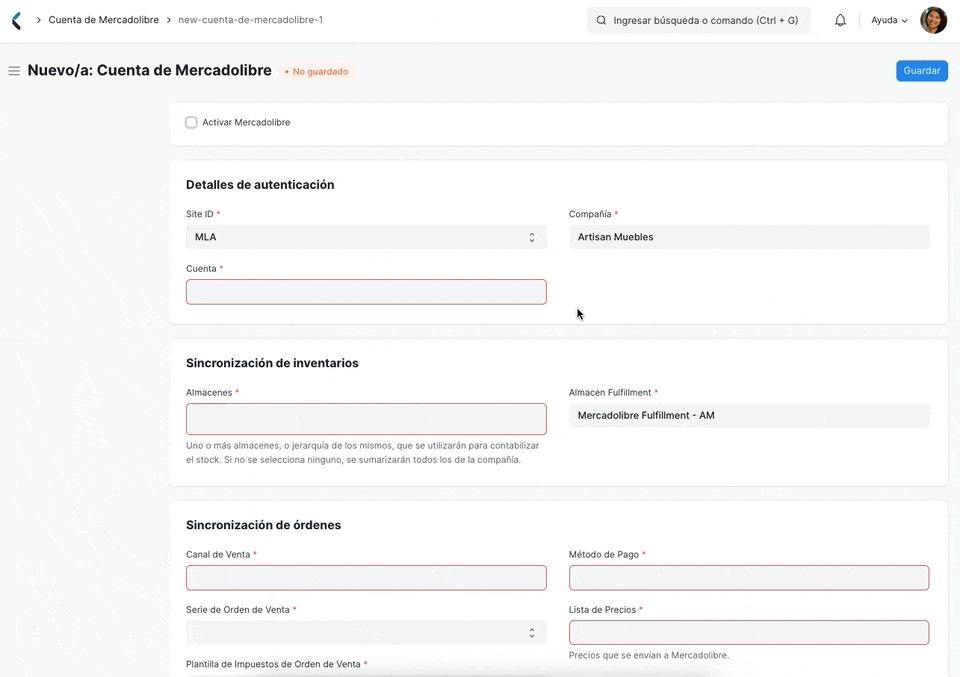 Cuenta de Mercadolibre
new-cuenta-de-mercadolibre-1
Ingresar búsqueda o comando (Ctrl + G)
Ayuda
Nuevo/a: Cuenta de Mercadolibre
• No guardado
Guardar
Activar Mercadolibre
Detalles de autenticación
Site ID *
Compañía *
MLA
Artisan Muebles
Cuenta *
Sincronización de inventarios
Almacenes *
Almacen Fulfillment *
Mercadolibre Fulfillment - AM
Uno o más almacenes, o jerarquía de los mismos, que se utilizarán para contabilizar
el stock. Si no se selecciona ninguno, se sumarizarán todos los de la compañía.
Sincronización de órdenes
Canal de Venta *
Método de Pago *
Serie de Orden de Venta *
Lista de Precios *
Precios que se envían a Mercadolibre.
Plantilla de Impuestos de Orden de Venta *